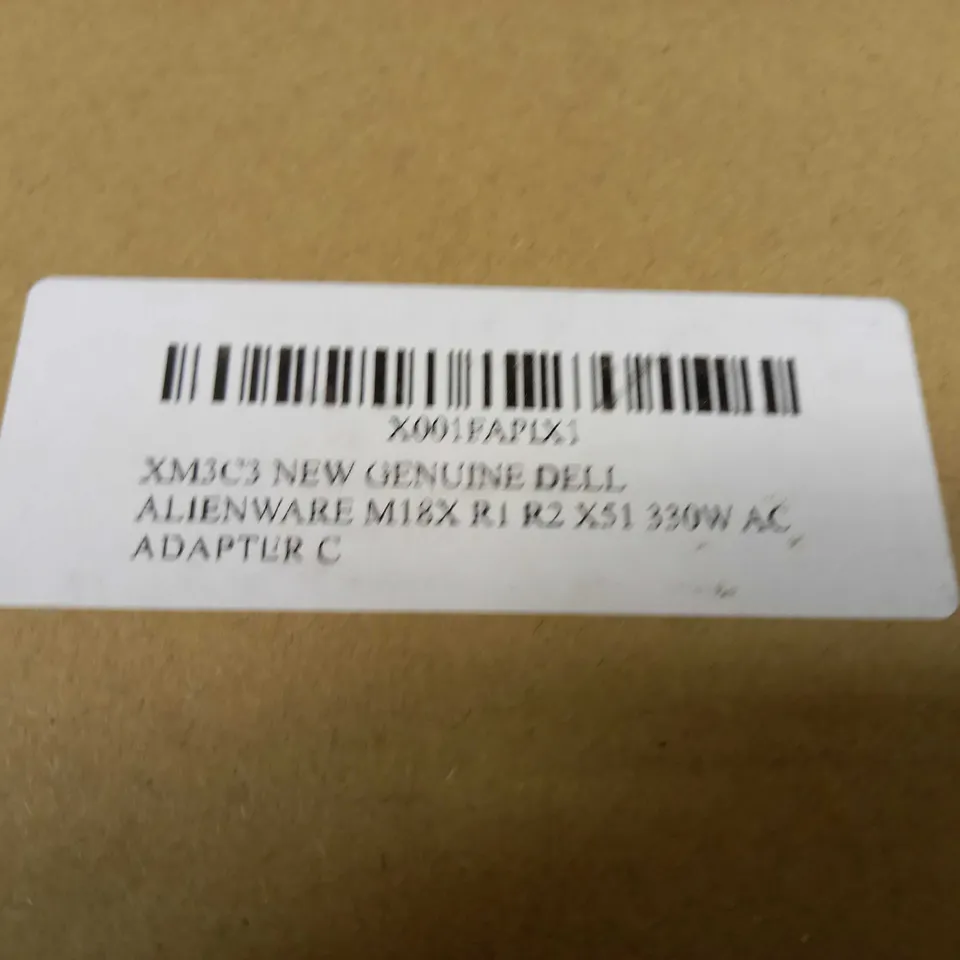 X001FAP1X1
XM3C3 NEW GENUINE DELL
ALIENWARE M18X R1 R2 X51 330W AC
ADAPTER C